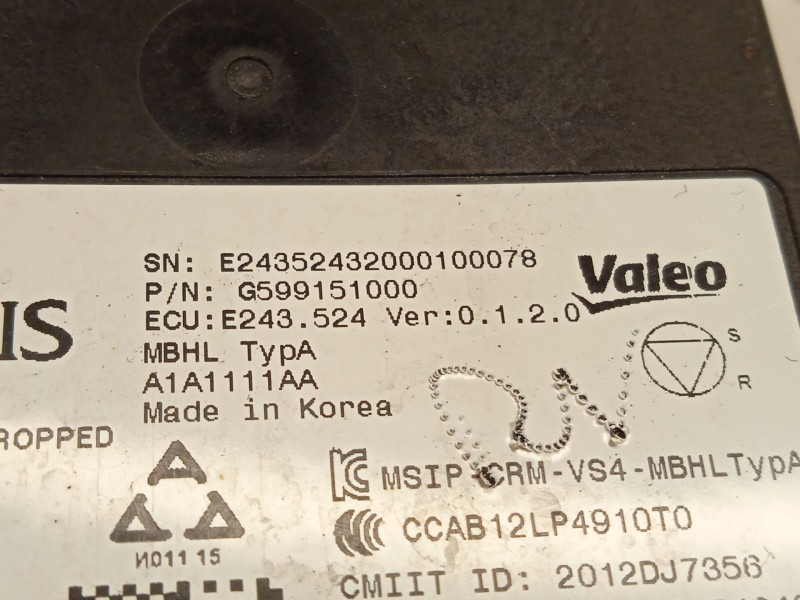 SN: E24352432000100078
P/N: G599151000
ECU:E243.524 Ver:0.1.2.0
Valeo
IS
MBHL TypA
A1A1111AA
Made in Korea
S
R
ROPPED
MSIP-CRM-VS4-MBHLTypA
CCAB12LP4910T0
И011 15
CMIIT ID: 2012DJ7356